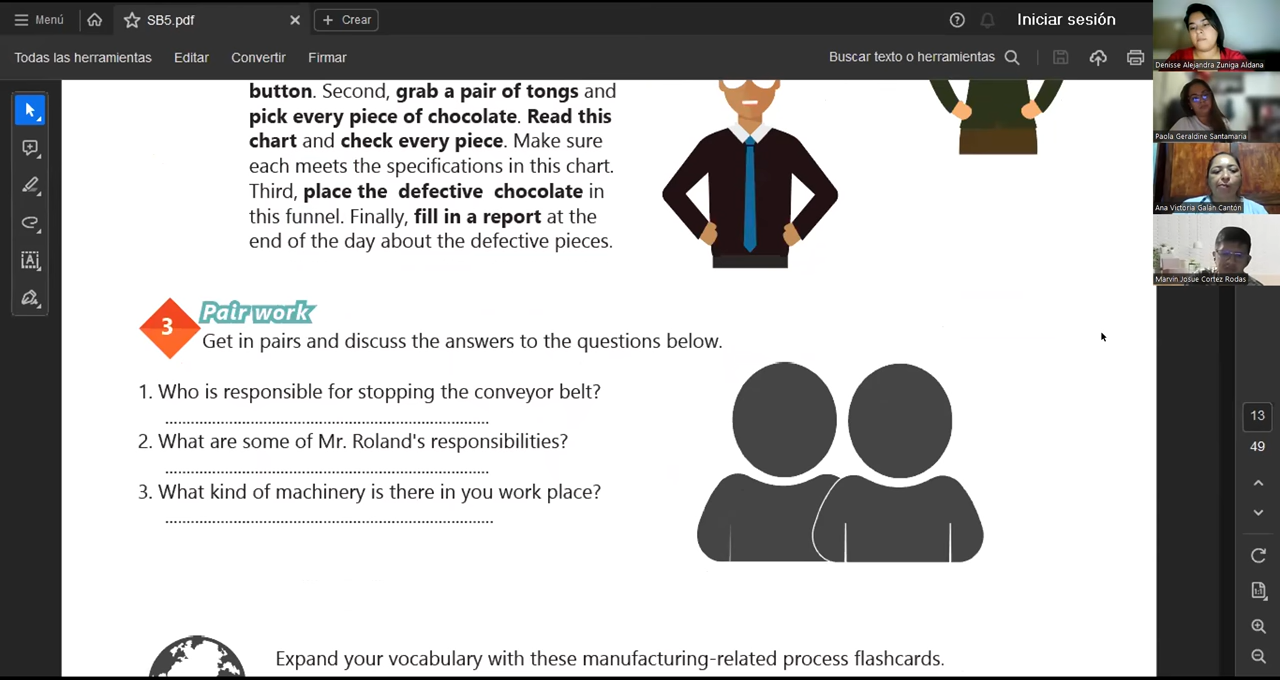 Menú
SB5.pdf
Crear
Iniciar sesión
Todas las herramientas
Editar
Convertir
Firmar
Buscar texto o herramientas
Denisse Alejandra Zuniga Aldana
Paola Geraldine Santamaria
Ana Victoria Galán Cantón
Marvin Josue Cortez Rodas
button. Second, grab a pair of tongs and
pick every piece of chocolate. Read this
chart and check every piece. Make sure
each meets the specifications in this chart.
Third, place the defective chocolate in
this funnel. Finally, fill in a report at the
end of the day about the defective pieces.
3
Pair work
Get in pairs and discuss the answers to the questions below.
1. Who is responsible for stopping the conveyor belt?
2. What are some of Mr. Roland's responsibilities?
3. What kind of machinery is there in you work place?
Expand your vocabulary with these manufacturing-related process flashcards.
13
49